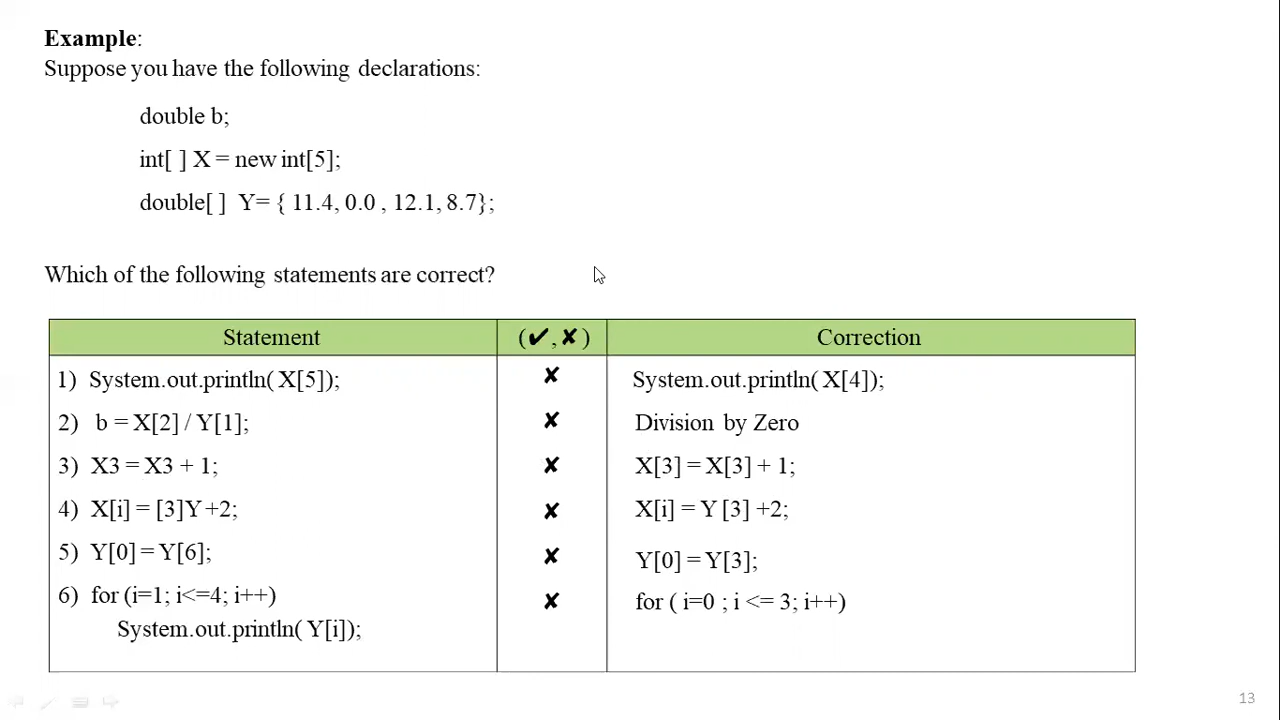 Example:
Suppose you have the following declarations:
double b;
int[ ] X = new int[5];
double[ ]  Y= { 11.4, 0.0 , 12.1, 8.7};
Which of the following statements are correct?
Statement (✔,✘) Correction
1) System.out.println( X[5]); ✘ System.out.println( X[4]);
2) b = X[2] / Y[1]; ✘ Division by Zero
3) X3 = X3 + 1; ✘ X[3] = X[3] + 1;
4) X[i] = [3]Y +2; ✘ X[i] = Y [3] +2;
5) Y[0] = Y[6]; ✘ Y[0] = Y[3];
6) for (i=1; i<=4; i++) ✘ for ( i=0 ; i <= 3; i++)
System.out.println( Y[i]);
13